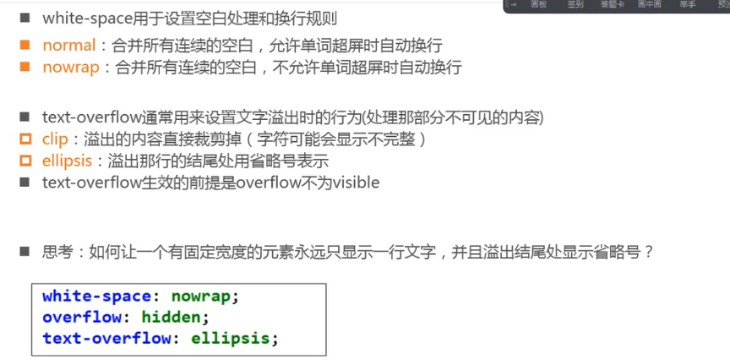 画板 签到 答题卡 画中画 举手
white-space用于设置空白处理和换行规则
normal：合并所有连续的空白，允许单词超屏时自动换行
nowrap：合并所有连续的空白，不允许单词超屏时自动换行
text-overflow通常用来设置文字溢出时的行为(处理那部分不可见的内容)
clip：溢出的内容直接裁剪掉（字符可能会显示不完整）
ellipsis：溢出那行的结尾处用省略号表示
text-overflow生效的前提是overflow不为visible
思考：如何让一个有固定宽度的元素永远只显示一行文字，并且溢出结尾处显示省略号？
white-space: nowrap;
overflow: hidden;
text-overflow: ellipsis;